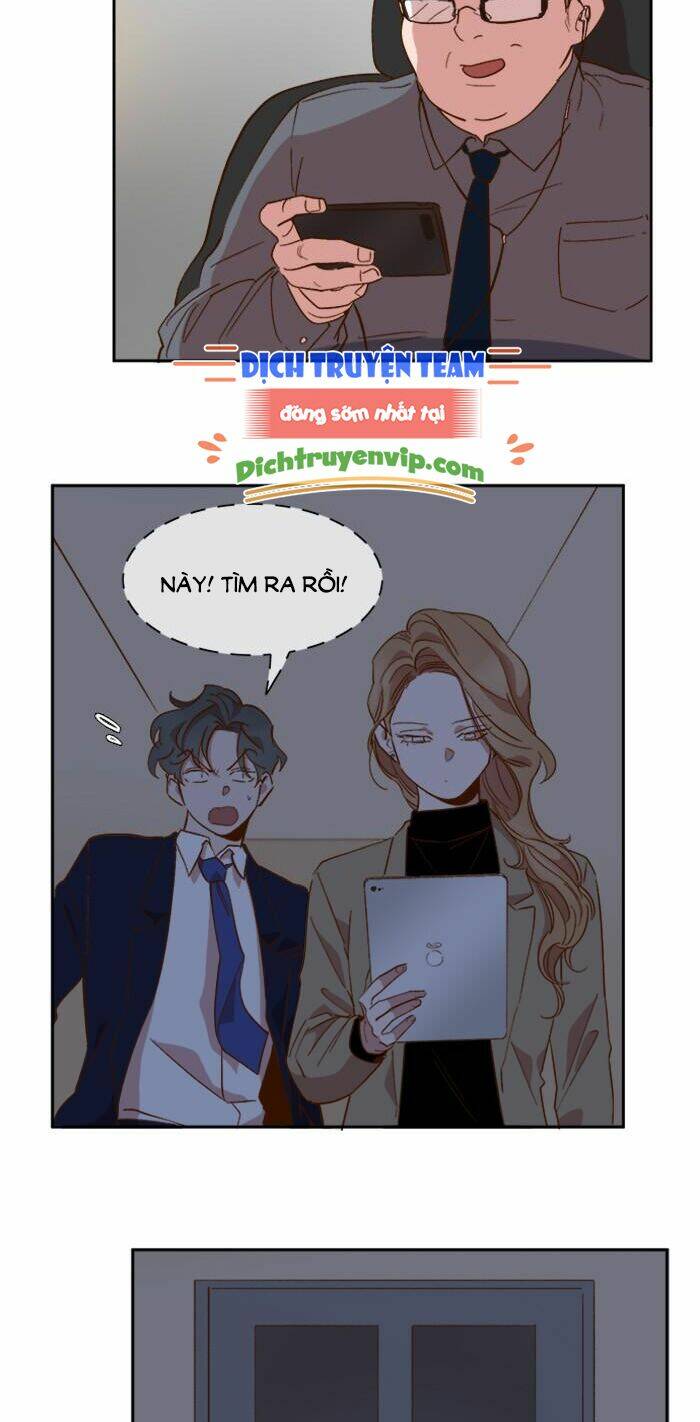 DỊCH TRUYỆN TEAM
đăng sớm nhất tại
Dichtruyenvip.com
NÀY! TÌM RA RỒI!